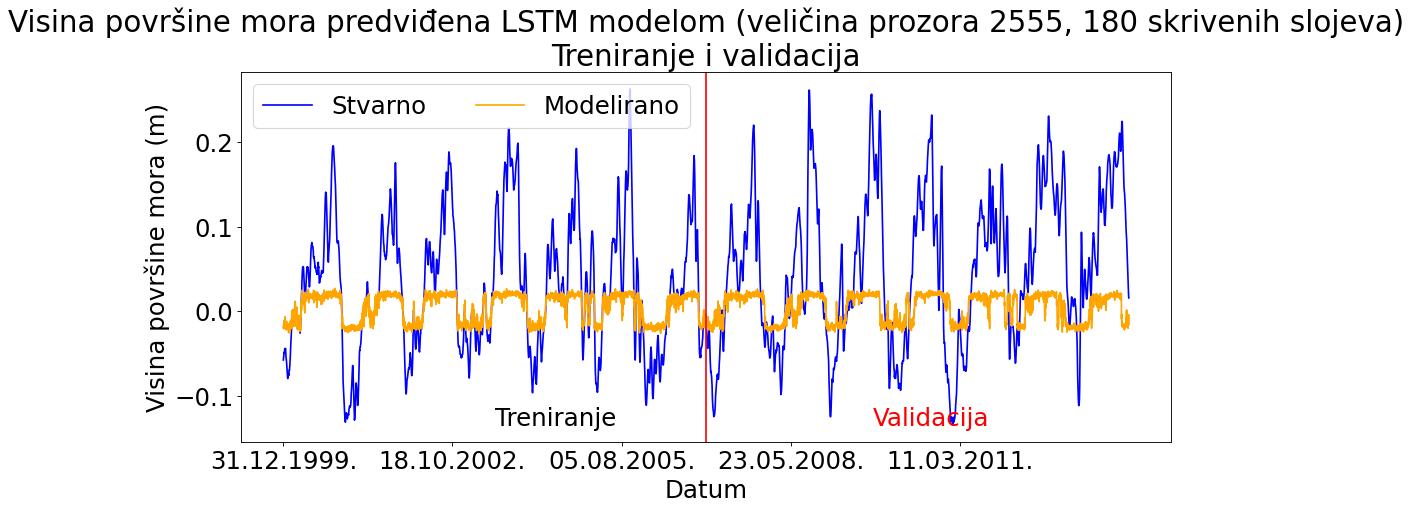 Visina površine mora predviđena LSTM modelom (veličina prozora 2555, 180 skrivenih slojeva)
Treniranje i validacija
Stvarno Modelirano
Visina površine mora (m)
0.2
0.1
0.0
−0.1
Treniranje Validacija
31.12.1999. 18.10.2002. 05.08.2005. 23.05.2008. 11.03.2011.
Datum